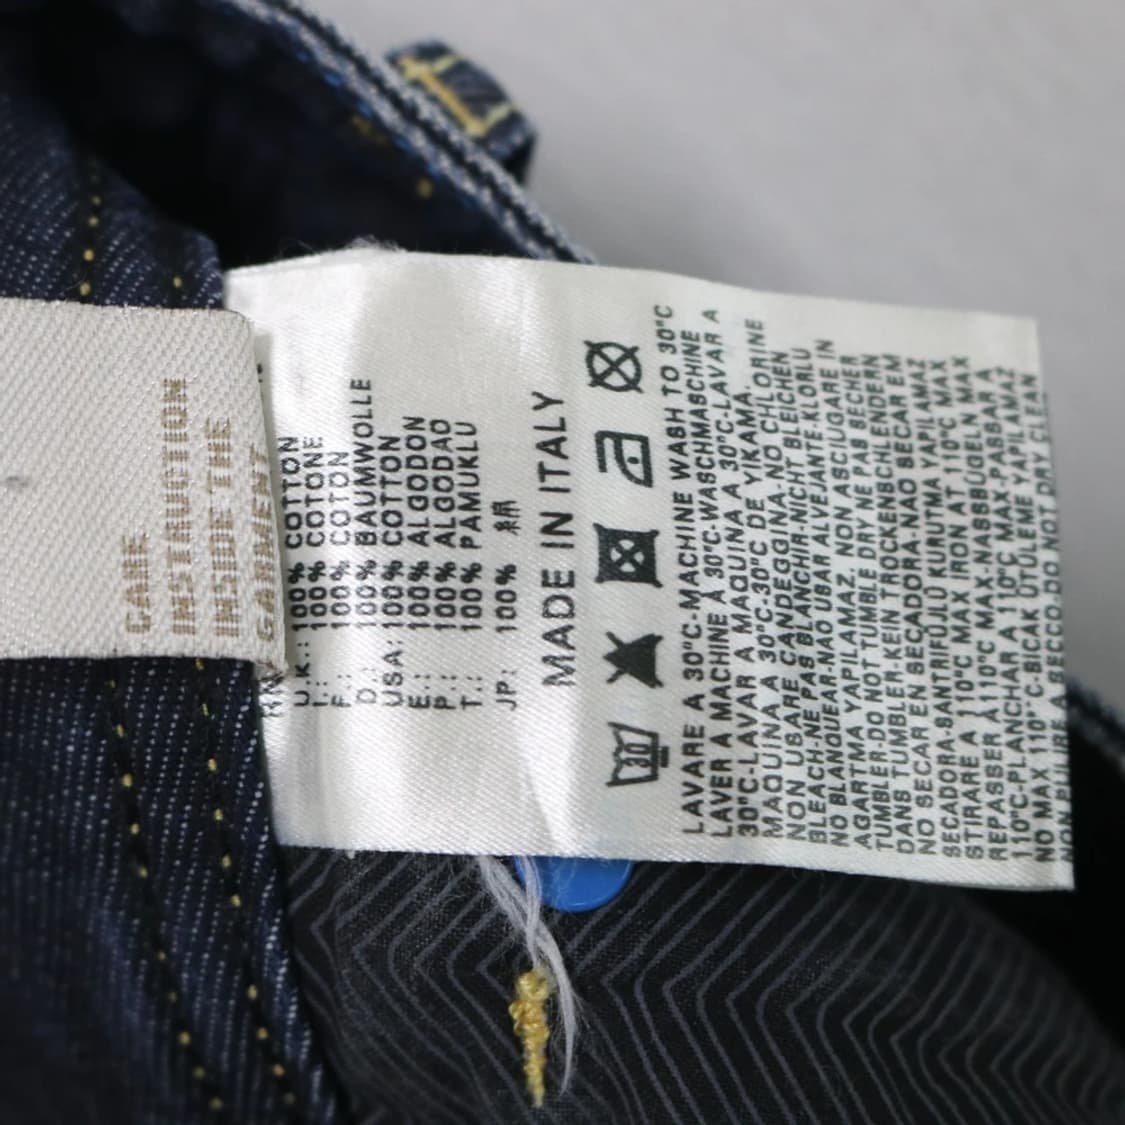 CARE
INSTRUCTION
INSIDE THE
GARMENT
U.K.: 100% COTTON
I.: 100% COTONE
F.: 100% COTON
D.: 100% BAUMWOLLE
USA: 100% COTTON
E.: 100% ALGODON
P.: 100% ALGODAO
T.: 100% PAMUKLU
JP.: 100% 綿
MADE IN ITALY
30
LAVARE A 30°C-MACHINE WASH TO 30°C
LAVER A MACHINE À 30°C-WASCHMASCHINE
30°C-LAVAR A MAQUINA A 30°C-LAVAR A
MAQUINA A 30°C-30°C DE YIKAMA.
NON USARE CANDEGGINA.NO CHLORINE
BLEACH-NE PAS BLANCHIR-NICHT BLEICHEN
NO BLANQUEAR-NAO USAR ALVEJANTE-KLORLU
AGARTMA YAPILAMAZ. NON ASCIUGARE IN
TUMBLER-DO NOT TUMBLE DRY NE PAS SECHER
DANS TUMBLER-KEIN TROCKENSCHLENDERN
NO SECAR EN SECADORA-NAO SECAR EM
SECADORA-SANTRIFÜJLÜ KURUTMA YAPILAMAZ
STIRARE A 110°C MAX IRON AT 110°C MAX
REPASSER À110°C MAX-NASSBÜGELN MAX
110°C-PLANCHAR A 110°C MAX.PASSAR A
NO MAX 110°-C-BICAK UTULEME YAPILAMAZ
NON PULIRE A SECCO.DO NOT DRY CLEAN